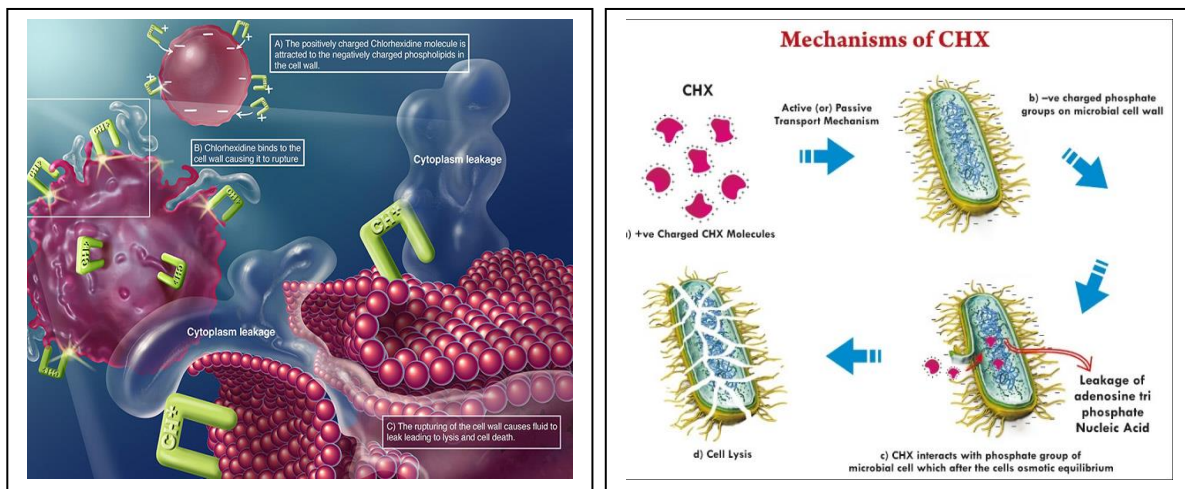 A) The positively charged Chlorhexidine molecule is
attracted to the negatively charged phospholipids in
the cell wall.
B) Chlorhexidine binds to the
cell wall causing it to rupture
Cytoplasm leakage
CHX+
Cytoplasm leakage
CHX+
C) The rupturing of the cell wall causes fluid to
leak leading to lysis and cell death.
Mechanisms of CHX
CHX
Active (or) Passive
Transport Mechanism
b) –ve charged phosphate
groups on microbial cell wall
) +ve Charged CHX Molecules
Leakage of
adenosine tri
phosphate
Nucleic Acid
d) Cell Lysis
c) CHX interacts with phosphate group of
microbial cell which after the cells osmotic equilibrium